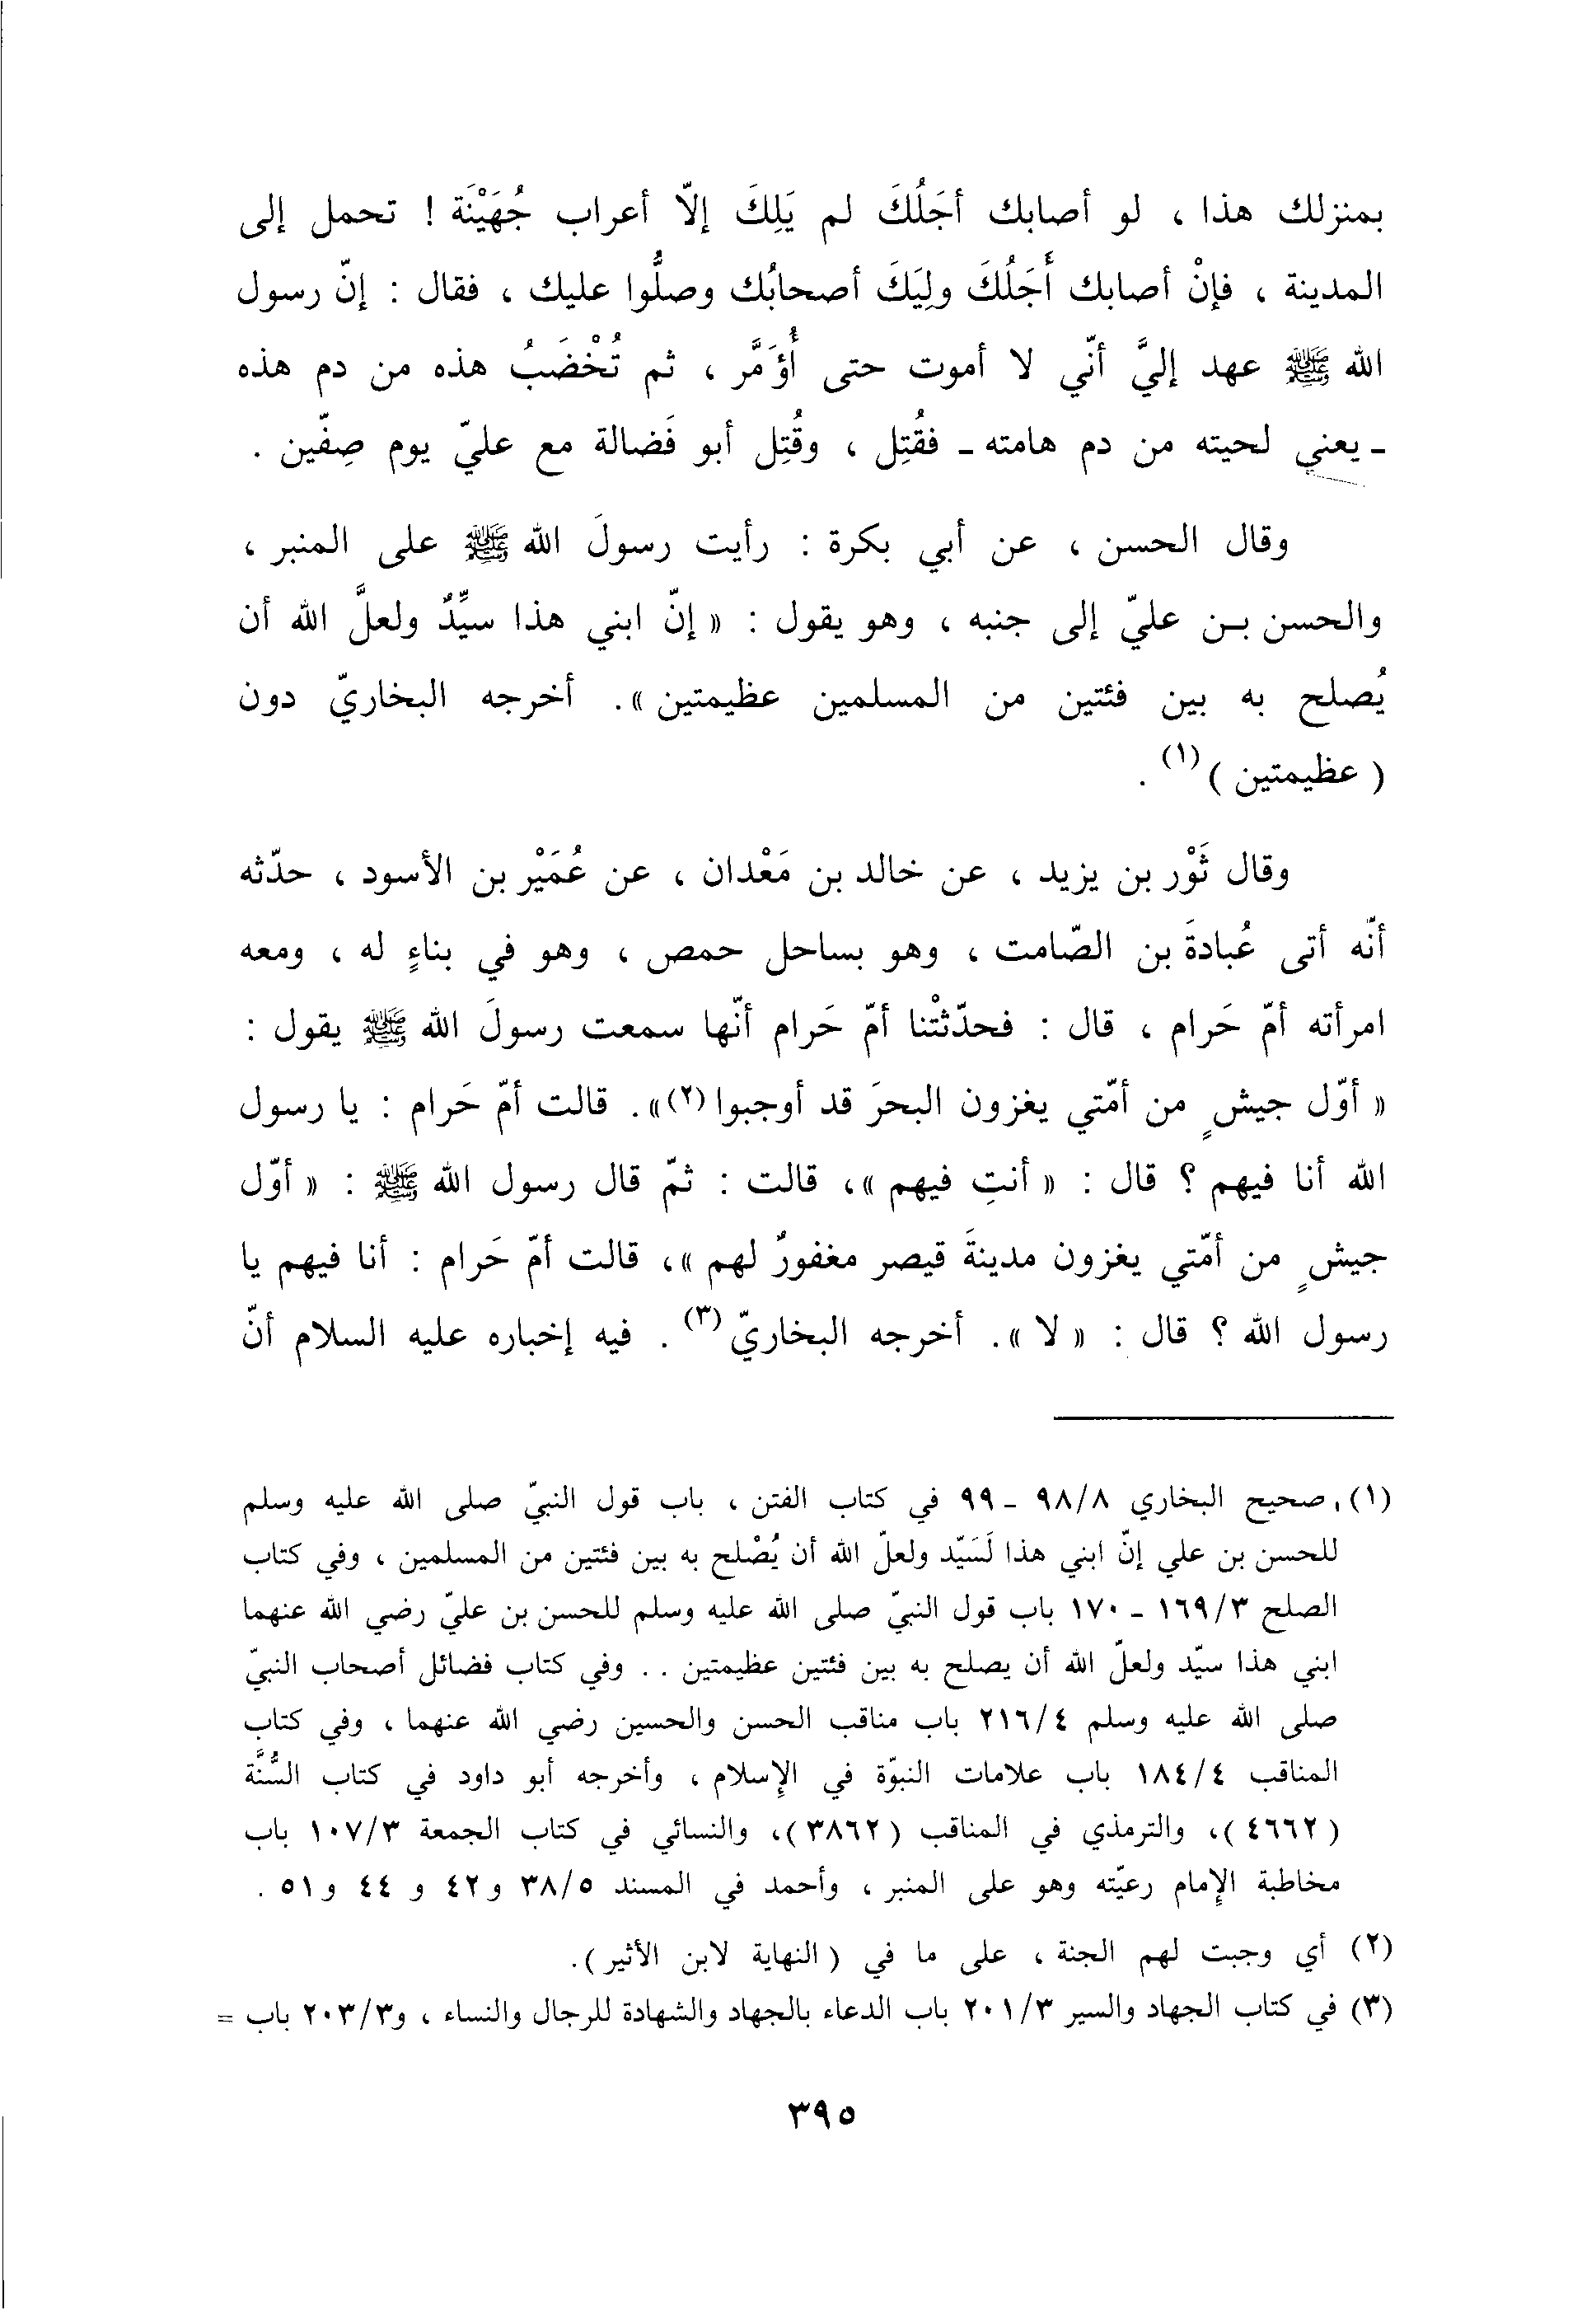 بمنزلك هذا ، لو أصابك أجَلُكَ لم يَلِكَ إلاّ أعراب جُهَيْنَة ! تحمل إلى
المدينة ، فإنْ أصابك أَجَلُكَ ولِيَكَ أصحابُك وصلُّوا عليك ، فقال : إنّ رسول
الله ﷺ عهد إليَّ أنّي لا أموت حتى أُؤَمَّر ، ثم تُخْضَبُ هذه من دم هذه
ـ يعني لحيته من دم هامته ـ فقُتِل ، وقُتِل أبو فَضالة مع عليّ يوم صِفّين .
وقال الحسن ، عن أبي بكرة : رأيت رسولَ الله ﷺ على المنبر ،
والحسن بـن عليّ إلى جنبه ، وهو يقول : « إنّ ابني هذا سيِّدٌ ولعلَّ الله أن
يُصلح به بين فئتين من المسلمين عظيمتين ». أخرجه البخاريّ دون
( عظيمتين )(١) .
وقال ثَوْر بن يزيد ، عن خالد بن مَعْدان ، عن عُمَيْر بن الأسود ، حدّثه
أنّه أتى عُبادةَ بن الصّامت ، وهو بساحل حمص ، وهو في بناءٍ له ، ومعه
امرأته أمّ حَرام ، قال : فحدّثتْنا أمّ حَرام أنّها سمعت رسولَ الله ﷺ يقول :
« أوّل جيشٍ من أمّتي يغزون البحرَ قد أوجبوا(٢)». قالت أمّ حَرام : يا رسول
الله أنا فيهم ؟ قال : « أنتِ فيهم »، قالت : ثمّ قال رسول الله ﷺ : « أوّل
جيشٍ من أمّتي يغزون مدينةَ قيصر مغفورٌ لهم »، قالت أمّ حَرام : أنا فيهم يا
رسول الله ؟ قال : « لا ». أخرجه البخاريّ(٣) . فيه إخباره عليه السلام أنّ
(١) صحيح البخاري ٩٨/٨ ـ ٩٩ في كتاب الفتن ، باب قول النبيّ صلى الله عليه وسلم
للحسن بن علي إنّ ابني هذا لَسَيّد ولعلّ الله أن يُصْلح به بين فئتين من المسلمين ، وفي كتاب
الصلح ١٦٩/٣ ـ ١٧٠ باب قول النبيّ صلى الله عليه وسلم للحسن بن عليّ رضي الله عنهما
ابني هذا سيّد ولعلّ الله أن يصلح به بين فئتين عظيمتين . . وفي كتاب فضائل أصحاب النبيّ
صلى الله عليه وسلم ٢١٦/٤ باب مناقب الحسن والحسين رضي الله عنهما ، وفي كتاب
المناقب ١٨٤/٤ باب علامات النبوّة في الإسلام ، وأخرجه أبو داود في كتاب السُّنَّة
(٤٦٦٢)، والترمذي في المناقب (٣٨٦٢)، والنسائي في كتاب الجمعة ١٠٧/٣ باب
مخاطبة الإمام رعيّته وهو على المنبر ، وأحمد في المسند ٣٨/٥ و٤٢ و ٤٤ و٥١ .
(٢) أي وجبت لهم الجنة ، على ما في (النهاية لابن الأثير).
(٣) في كتاب الجهاد والسير ٢٠١/٣ باب الدعاء بالجهاد والشهادة للرجال والنساء ، و٢٠٣/٣ باب =
٣٩٥